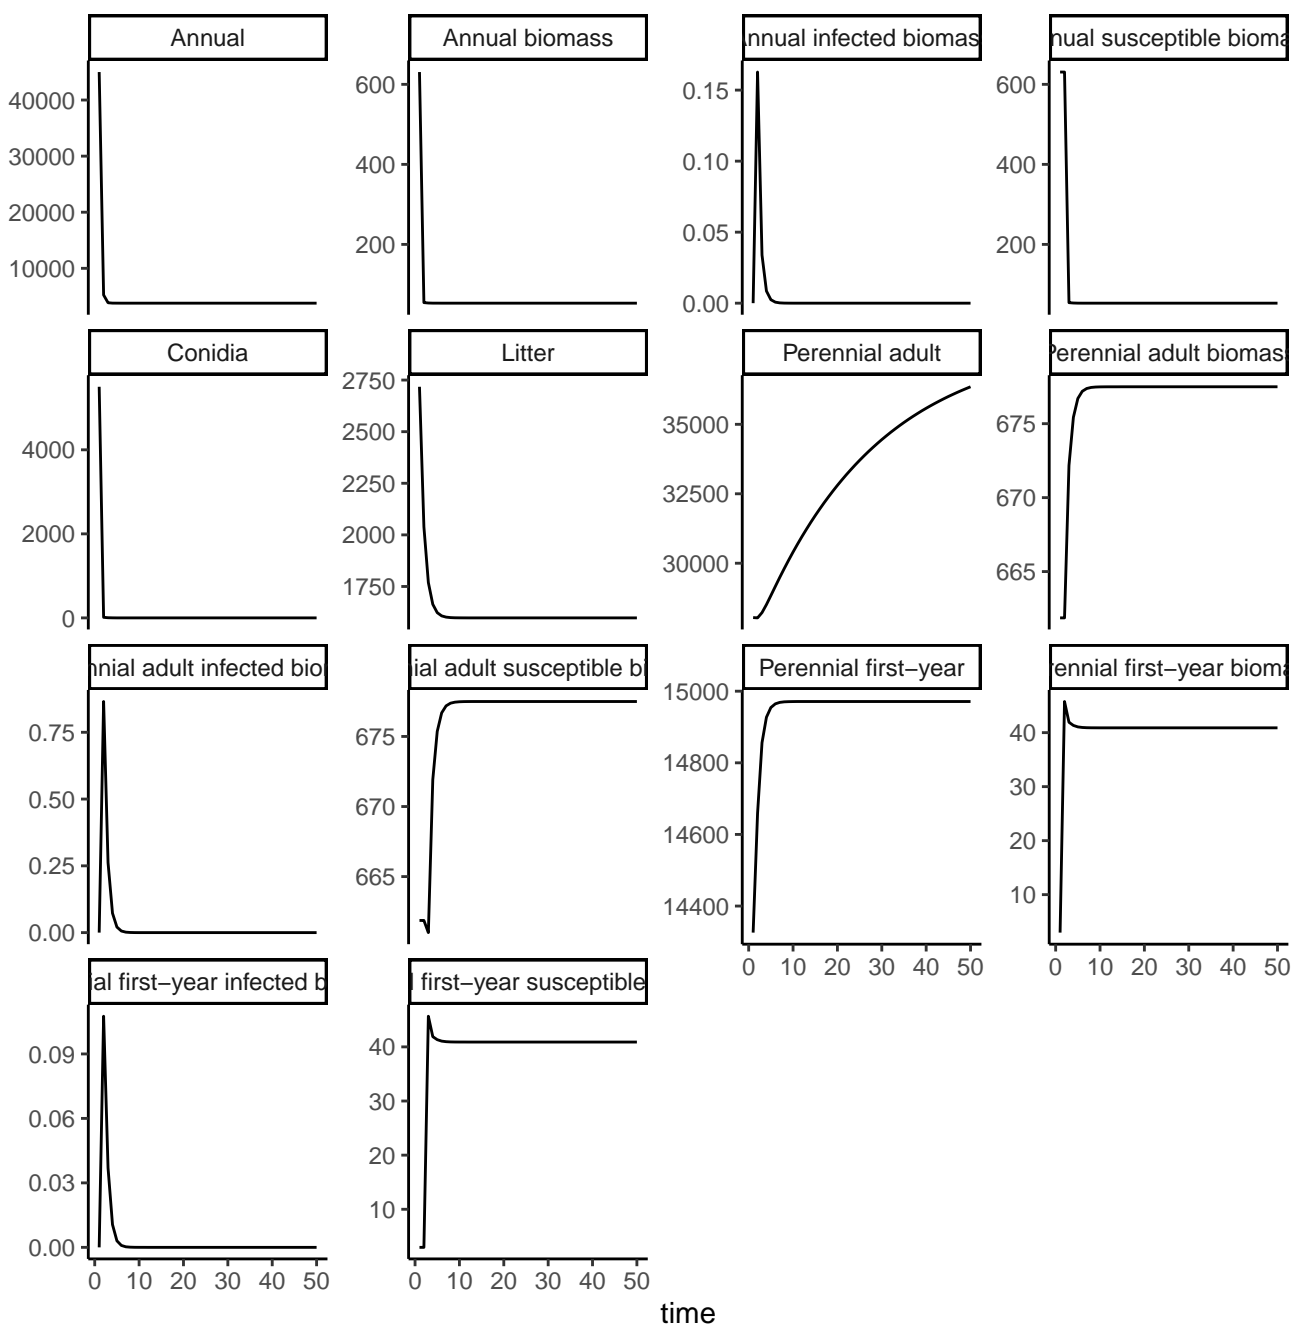 Annual
Annual biomass
nnual infected biomas
nual susceptible bioma
40000
30000
20000
10000
600
400
200
0.15
0.10
0.05
0.00
600
400
200
Conidia
Litter
Perennial adult
Perennial adult biomas
4000
2000
0
2750
2500
2250
2000
1750
35000
32500
30000
675
670
665
nnial adult infected bio
ial adult susceptible bi
Perennial first−year
rennial first−year bioma
0.75
0.50
0.25
0.00
675
670
665
15000
14800
14600
14400
40
30
20
10
0 10 20 30 40 50
0 10 20 30 40 50
ial first−year infected b
l first−year susceptible
0.09
0.06
0.03
0.00
40
30
20
10
0 10 20 30 40 50
0 10 20 30 40 50
time